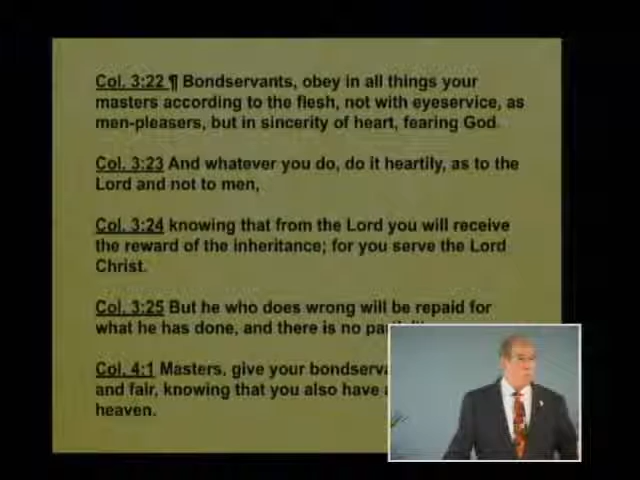 Col. 3:22 ¶ Bondservants, obey in all things your
masters according to the flesh, not with eyeservice, as
men-pleasers, but in sincerity of heart, fearing God.
Col. 3:23 And whatever you do, do it heartily, as to the
Lord and not to men,
Col. 3:24 knowing that from the Lord you will receive
the reward of the inheritance; for you serve the Lord
Christ.
Col. 3:25 But he who does wrong will be repaid for
what he has done, and there is no
Col. 4:1 Masters, give your
and fair, knowing that you also have
heaven.